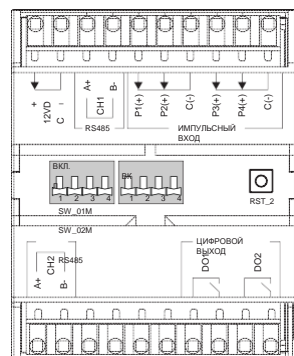 + 12VD C –
A+ CH1 B-
RS485
P1(+) P2(+) C(-) P3(+) P4(+) C(-)
ИМПУЛЬСНЫЙ
ВХОД
ВКЛ.
ВК
1 2 3 4 1 2 3 4
SW_01M
RST_2
SW_02M
ЦИФРОВОЙ
ВЫХОД
A+ CH2 B-
RS485
DO1 DO2